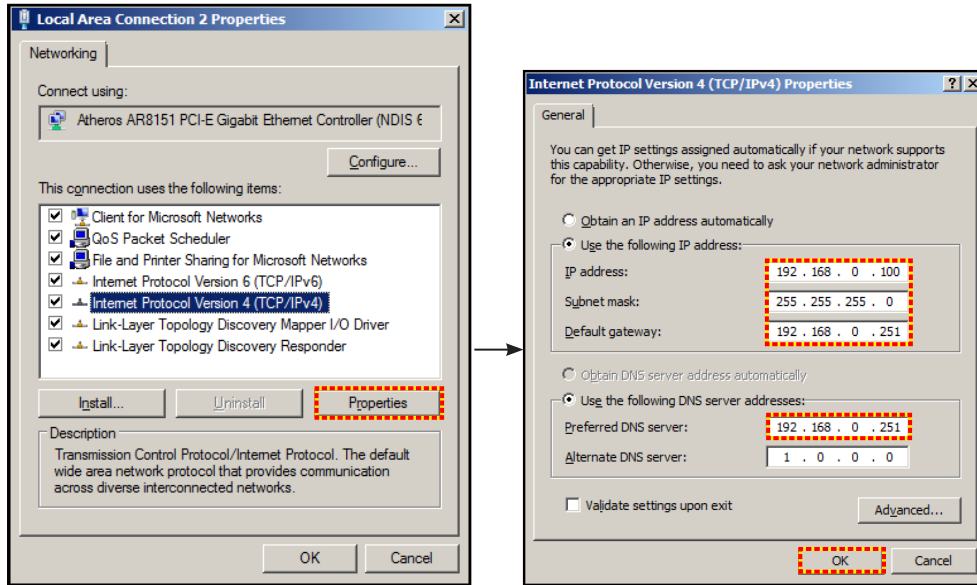 Local Area Connection 2 Properties
Networking
Connect using:
Atheros AR8151 PCI-E Gigabit Ethernet Controller (NDIS 6
Configure...
This connection uses the following items:
Client for Microsoft Networks
QoS Packet Scheduler
File and Printer Sharing for Microsoft Networks
Internet Protocol Version 6 (TCP/IPv6)
Internet Protocol Version 4 (TCP/IPv4)
Link-Layer Topology Discovery Mapper I/O Driver
Link-Layer Topology Discovery Responder
Install...
Uninstall
Properties
Description
Transmission Control Protocol/Internet Protocol. The default
wide area network protocol that provides communication
across diverse interconnected networks.
OK
Cancel
Internet Protocol Version 4 (TCP/IPv4) Properties
General
You can get IP settings assigned automatically if your network supports
this capability. Otherwise, you need to ask your network administrator
for the appropriate IP settings.
Obtain an IP address automatically
Use the following IP address:
IP address:
192 . 168 . 0 . 100
Subnet mask:
255 . 255 . 255 . 0
Default gateway:
192 . 168 . 0 . 251
Obtain DNS server address automatically
Use the following DNS server addresses:
Preferred DNS server:
192 . 168 . 0 . 251
Alternate DNS server:
1 . 0 . 0 . 0
Validate settings upon exit
Advanced...
OK
Cancel